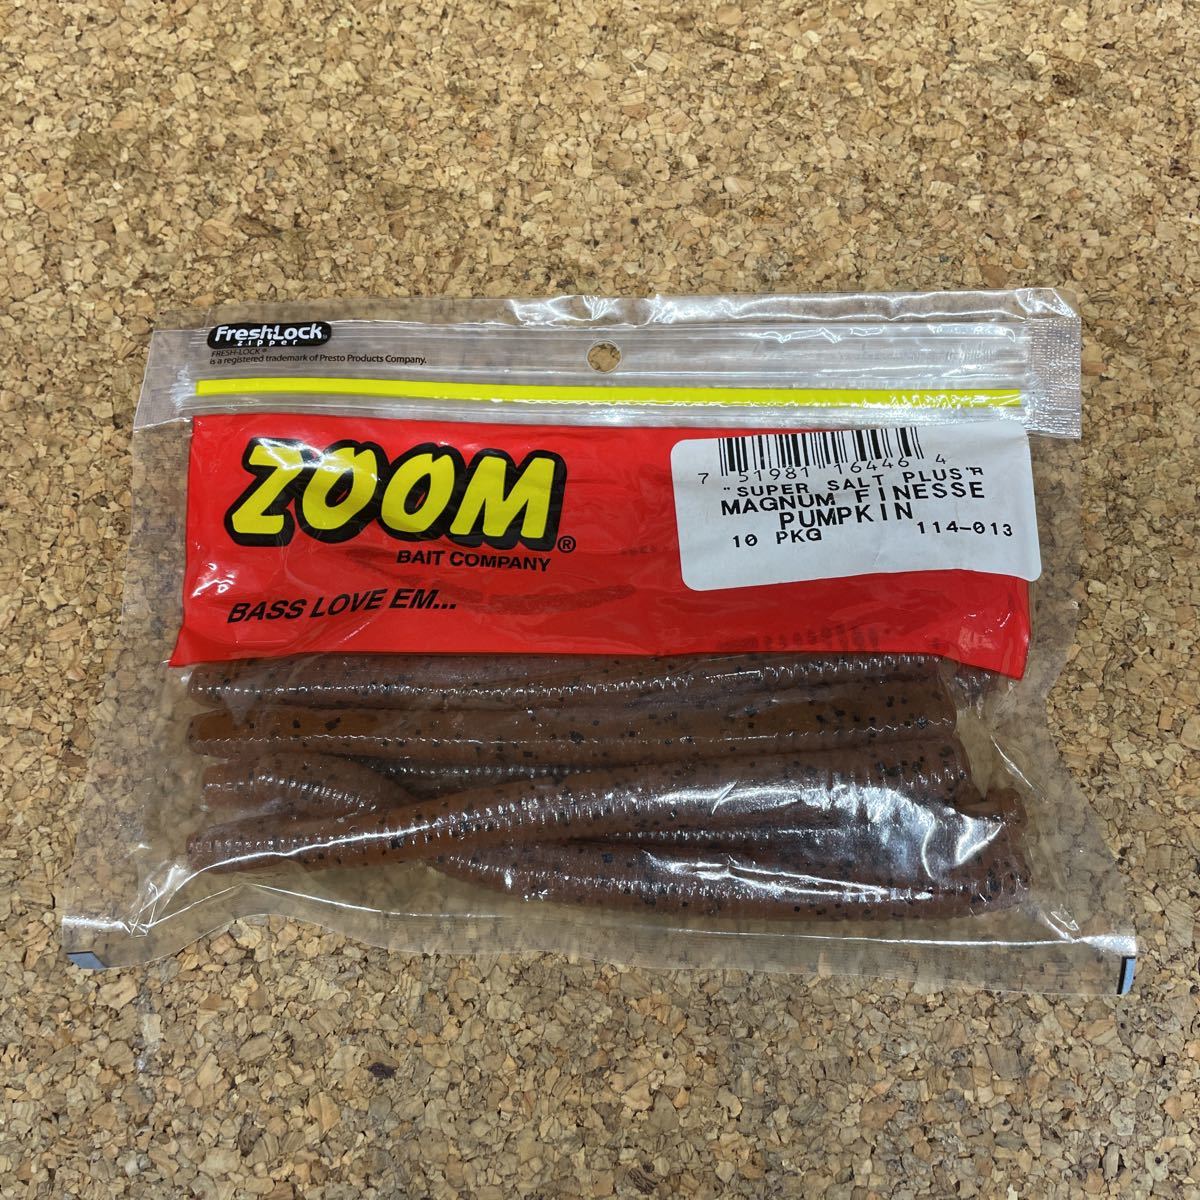 FreshLock®
zipper
FRESH-LOCK®
is a registered trademark of Presto Products Company.
ZOOM®
BAIT COMPANY
BASS LOVE EM...
7 51981 16446 4
"SUPER SALT PLUS"R
MAGNUM FINESSE
PUMPKIN
10 PKG 114-013